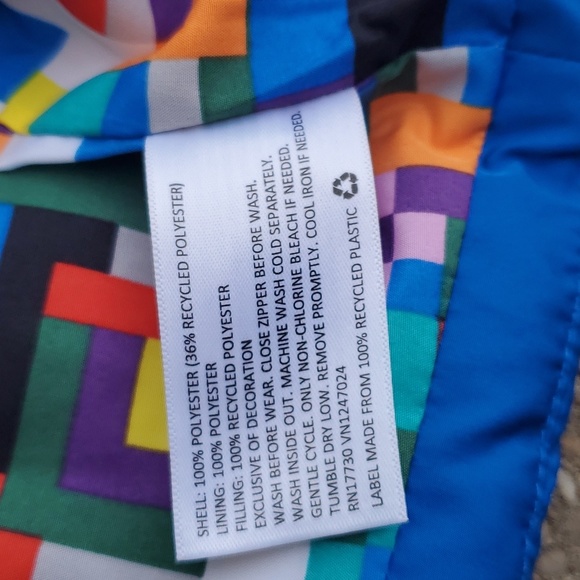 SHELL: 100% POLYESTER (36% RECYCLED POLYESTER)
LINING: 100% POLYESTER
FILLING: 100% RECYCLED POLYESTER
EXCLUSIVE OF DECORATION
WASH BEFORE WEAR. CLOSE ZIPPER BEFORE WASH.
WASH INSIDE OUT. MACHINE WASH COLD SEPARATELY.
GENTLE CYCLE. ONLY NON-CHLORINE BLEACH IF NEEDED.
TUMBLE DRY LOW. REMOVE PROMPTLY. COOL IRON IF NEEDED.
RN17730 VN1247024
LABEL MADE FROM 100% RECYCLED PLASTIC